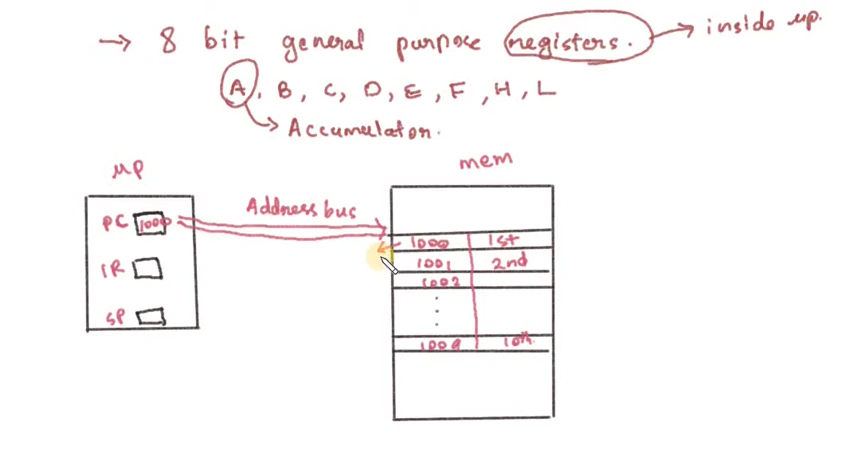 → 8 bit general purpose registers. → inside μp.
A, B, C, D, E, F, H, L
→ Accumulator.
μp
mem
Address bus
PC 1000
IR
SP
1000 1st
1001 2nd
1002
1009 10th